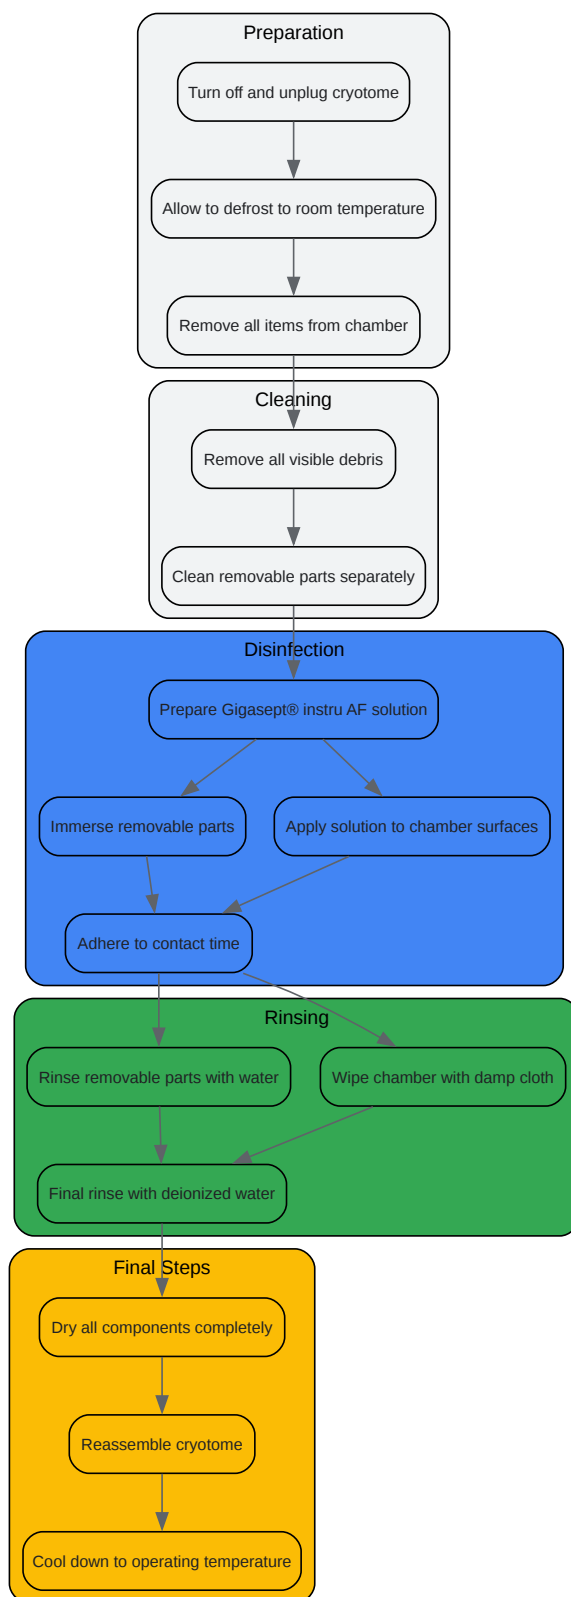 Preparation
Turn off and unplug cryotome
Allow to defrost to room temperature
Remove all items from chamber
Cleaning
Remove all visible debris
Clean removable parts separately
Disinfection
Prepare Gigasept® instru AF solution
Immerse removable parts
Apply solution to chamber surfaces
Adhere to contact time
Rinsing
Rinse removable parts with water
Wipe chamber with damp cloth
Final rinse with deionized water
Final Steps
Dry all components completely
Reassemble cryotome
Cool down to operating temperature